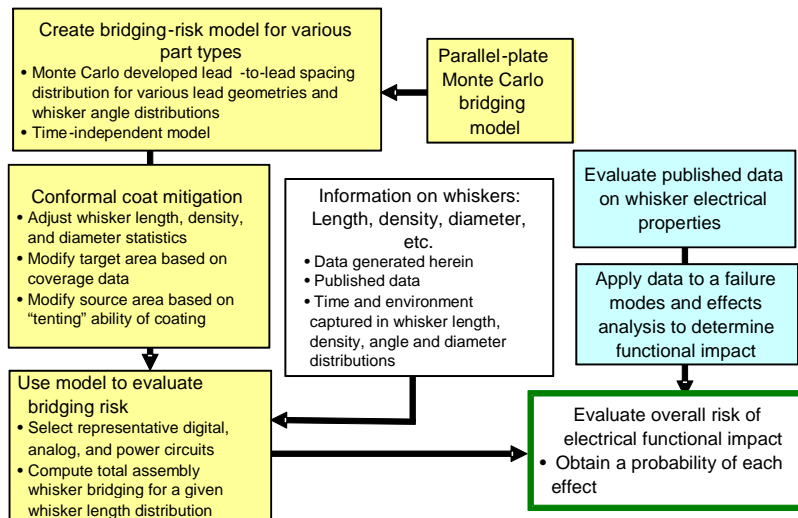 Create bridging-risk model for various
part types
• Monte Carlo developed lead -to-lead spacing
distribution for various lead geometries and
whisker angle distributions
• Time-independent model
Parallel-plate
Monte Carlo
bridging
model
Conformal coat mitigation
• Adjust whisker length, density,
and diameter statistics
• Modify target area based on
coverage data
• Modify source area based on
“tenting” ability of coating
Information on whiskers:
Length, density, diameter,
etc.
• Data generated herein
• Published data
• Time and environment
captured in whisker length,
density, angle and diameter
distributions
Evaluate published data
on whisker electrical
properties
Apply data to a failure
modes and effects
analysis to determine
functional impact
Use model to evaluate
bridging risk
• Select representative digital,
analog, and power circuits
• Compute total assembly
whisker bridging for a given
whisker length distribution
Evaluate overall risk of
electrical functional impact
• Obtain a probability of each
effect